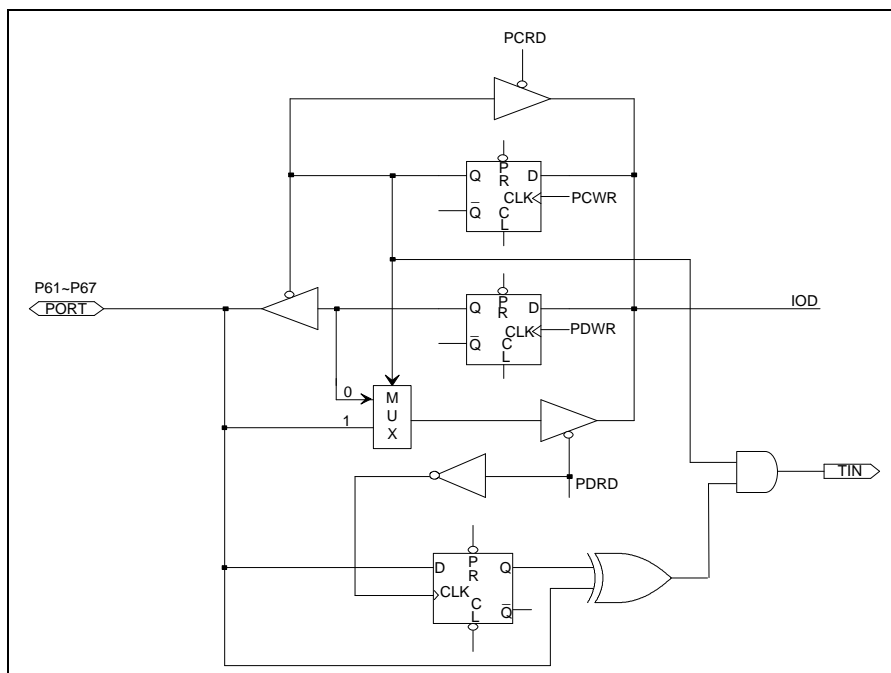 PCRD
Q
P
R
D
CLK
PCWR
Q
C
L
P61~P67
PORT
Q
P
R
D
IOD
CLK
PDWR
Q
C
L
0
M
U
X
1
PDRD
TIN
D
P
R
Q
CLK
C
L
Q